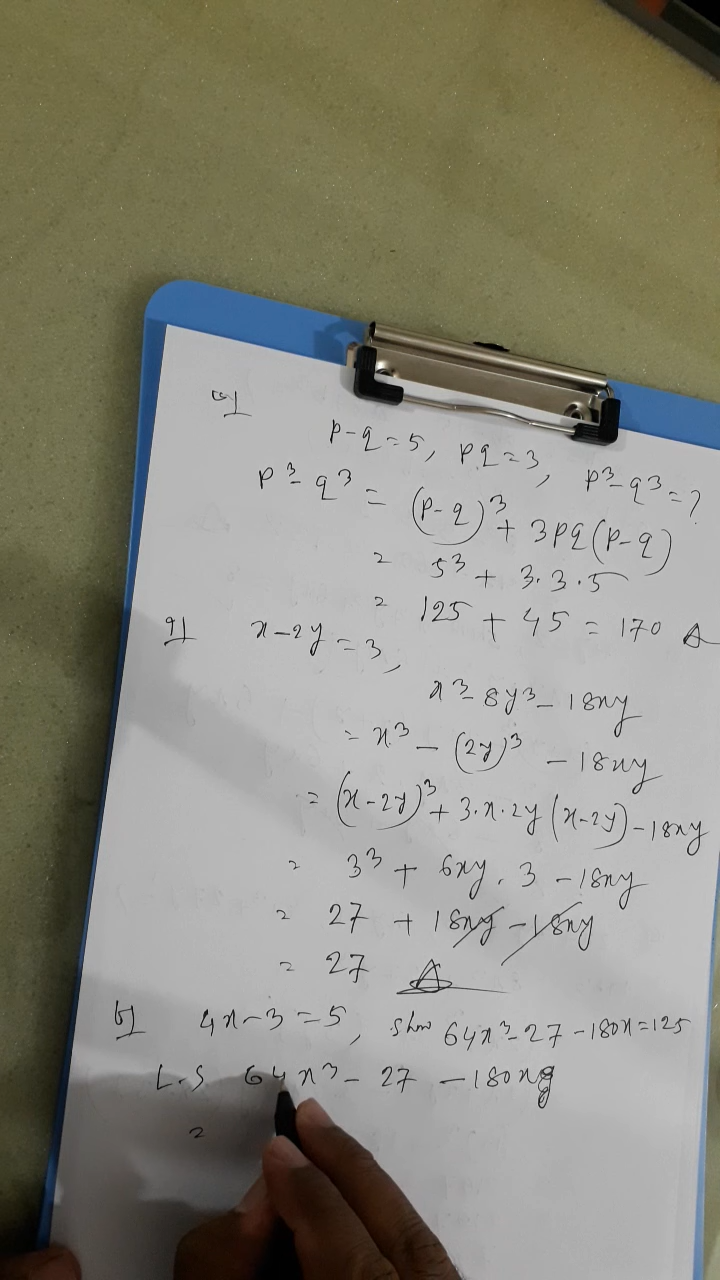 p-q=5, pq=3, p³-q³=?
p³-q³ = (p-q)³ + 3pq(p-q)
= 5³ + 3.3.5
= 125 + 45 = 170
x-2y=3,
x³-8y³-18xy
= x³ - (2y)³ - 18xy
= (x-2y)³ + 3.x.2y(x-2y) - 18xy
= 3³ + 6xy.3 - 18xy
= 27 + 18xy - 18xy
= 27 A
b) 4x-3=5, show 64x³-27-180x=125
L.S 64x³ - 27 - 180x
=